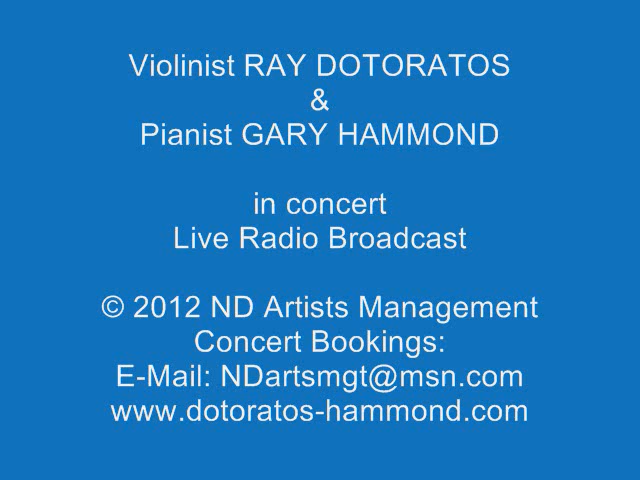 Violinist RAY DOTORATOS
&
Pianist GARY HAMMOND
in concert
Live Radio Broadcast
© 2012 ND Artists Management
Concert Bookings:
E-Mail: NDartsmgt@msn.com
www.dotoratos-hammond.com